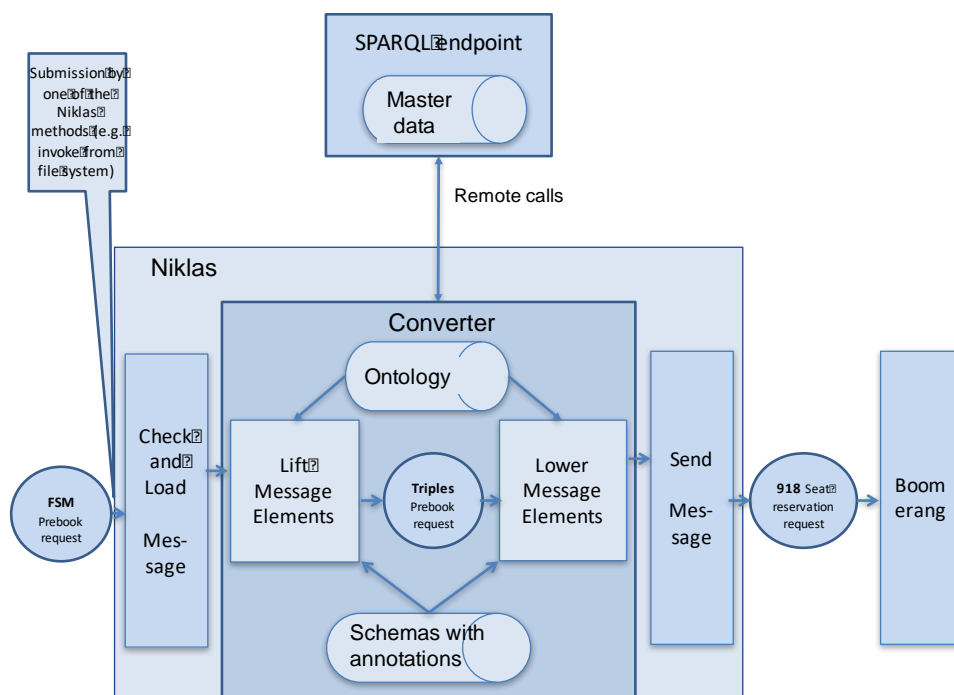 SPARQL endpoint
Master
data
Submission by
one of the
Niklas
methods (e.g.
invoke from
file system)
Remote calls
Niklas
Converter
Ontology
Check
and
Load
Mes-
sage
Lift
Message
Elements
Triples
Prebook
request
Lower
Message
Elements
Send
Mes-
sage
FSM
Prebook
request
918 Seat
reservation
request
Boom
erang
Schemas with
annotations